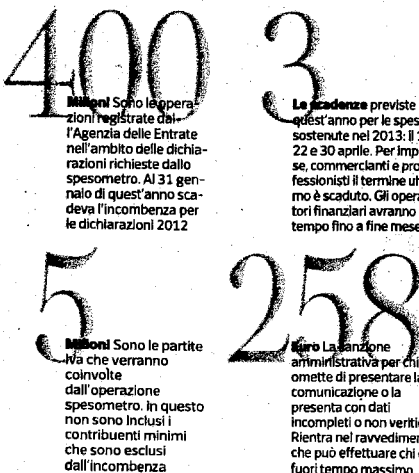 400
Milioni Sono le opera-
zioni registrate dal-
l'Agenzia delle Entrate
nell'ambito delle dichia-
razioni richieste dallo
spesometro. Al 31 gen-
naio di quest'anno sca-
deva l'incombenza per
le dichiarazioni 2012
3
Le scadenze previste
quest'anno per le spes
sostenute nel 2013: il
22 e 30 aprile. Per imp
se, commercianti e pro
fessionisti il termine ul
mo è scaduto. Gli opera
tori finanziari avranno
tempo fino a fine mese
5
Milioni Sono le partite
Iva che verranno
coinvolte
dall'operazione
spesometro. In questo
non sono inclusi i
contribuenti minimi
che sono esclusi
dall'incombenza
258
Euro La sanzione
amministrativa per chi
omette di presentare la
comunicazione o la
presenta con dati
incompleti o non veriti
Rientra nel ravvedimen
che può effettuare chi
fuori tempo massimo